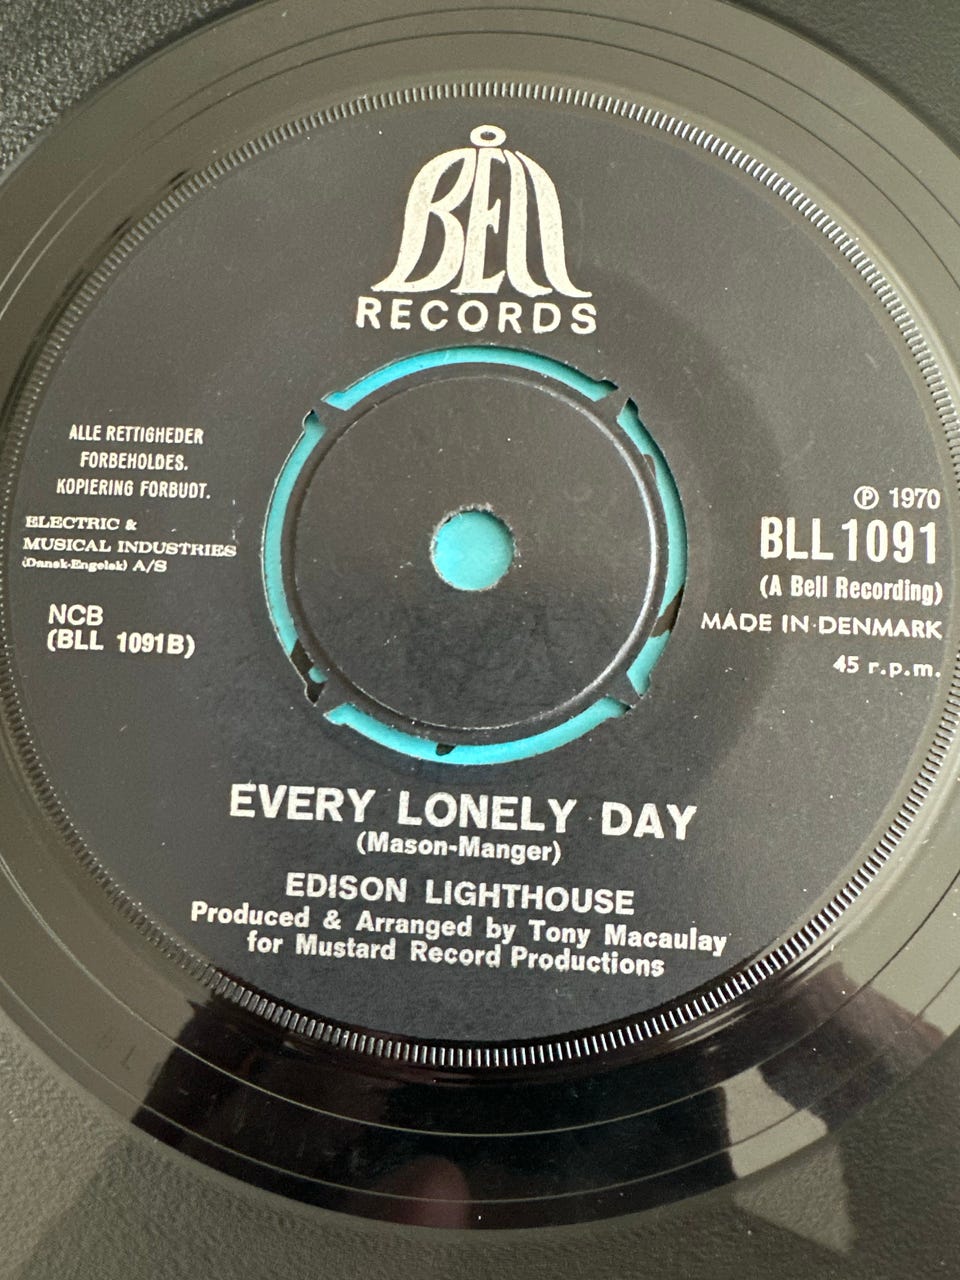 BELL
RECORDS
ALLE RETTIGHEDER
FORBEHOLDES.
KOPIERING FORBUDT.
ELECTRIC &
MUSICAL INDUSTRIES
(Dansk-Engelsk) A/S
NCB
(BLL 1091B)
℗ 1970
BLL 1091
(A Bell Recording)
MADE IN DENMARK
45 r.p.m.
EVERY LONELY DAY
(Mason-Manger)
EDISON LIGHTHOUSE
Produced & Arranged by Tony Macaulay
for Mustard Record Productions